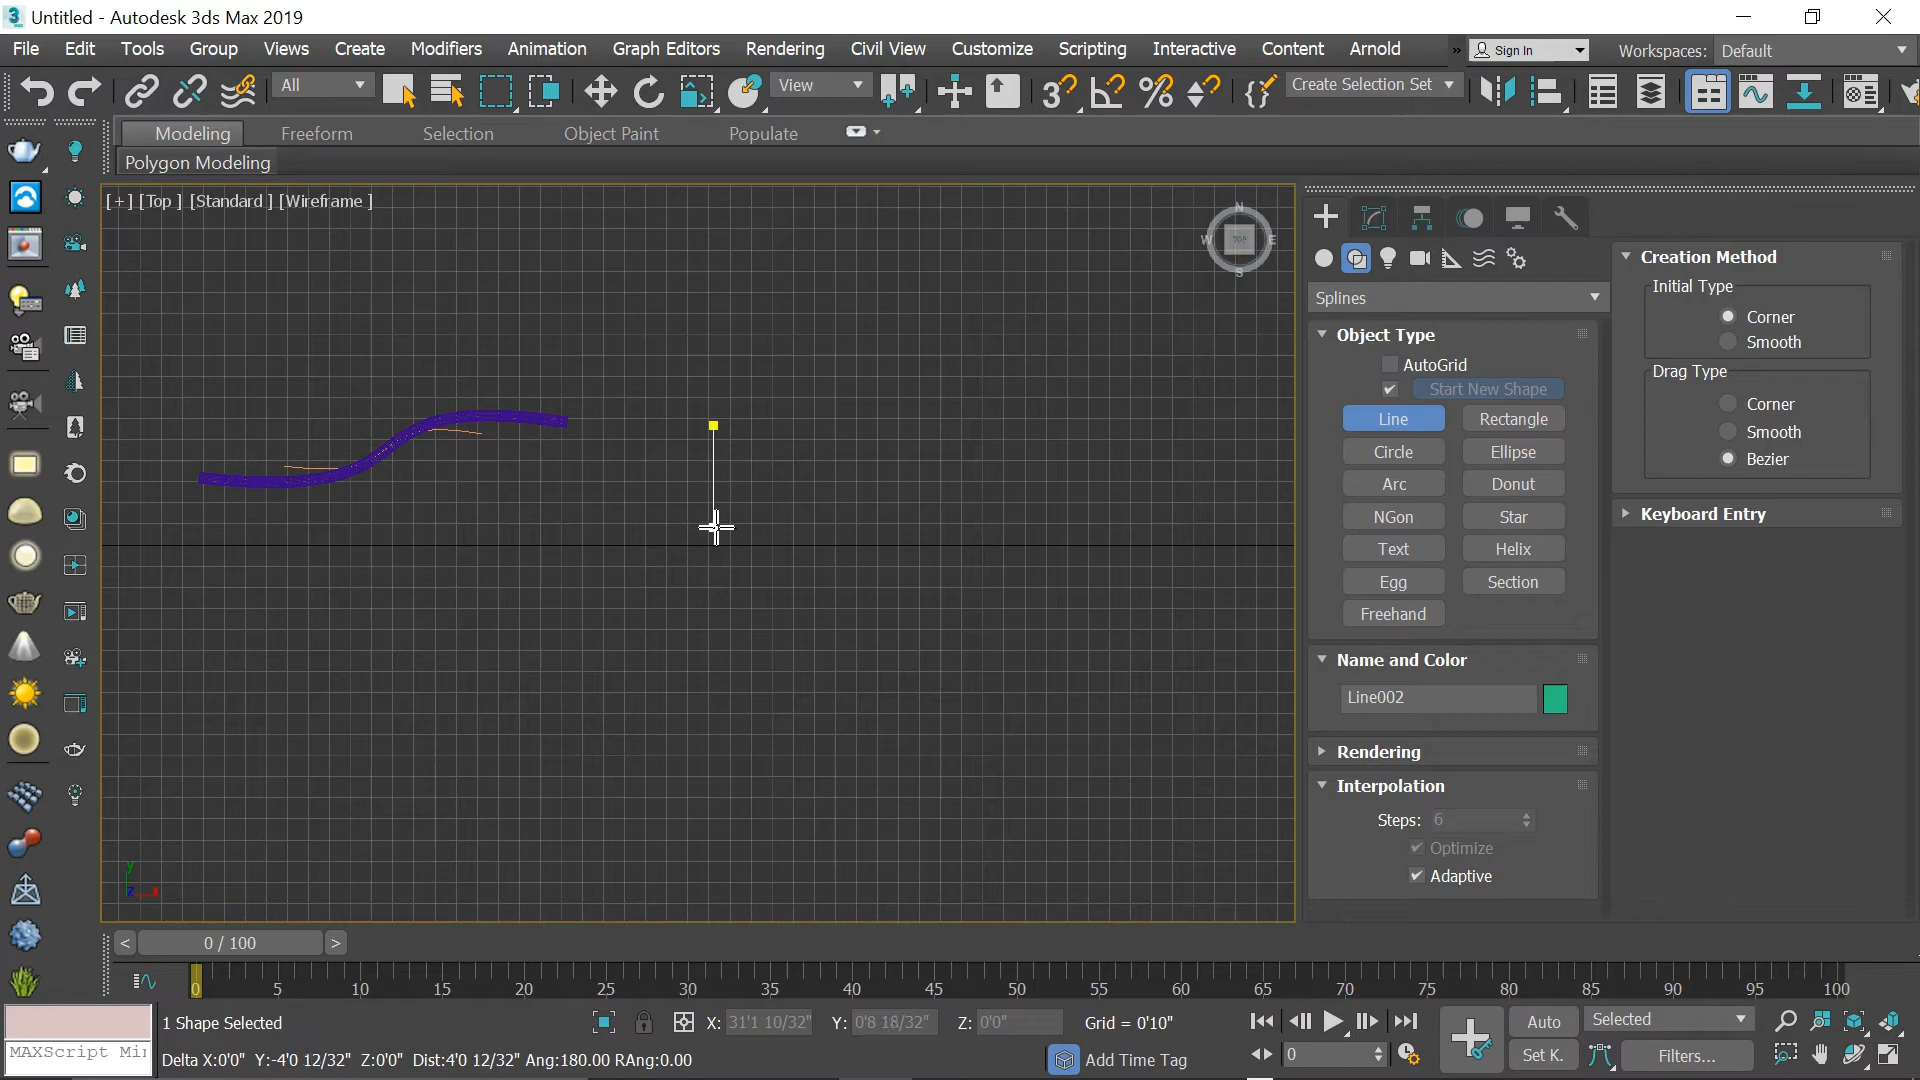 Untitled - Autodesk 3ds Max 2019
File Edit Tools Group Views Create Modifiers Animation Graph Editors Rendering Civil View Customize Scripting Interactive Content Arnold » Sign In Workspaces: Default
All View Create Selection Set
Modeling Freeform Selection Object Paint Populate
Polygon Modeling
[+] [Top ] [Standard ] [Wireframe ]
N
W TOP E
S
Splines
Object Type
AutoGrid
Start New Shape
Line Rectangle
Circle Ellipse
Arc Donut
NGon Star
Text Helix
Egg Section
Freehand
Name and Color
Line002
Rendering
Interpolation
Steps: 6
Optimize
Adaptive
Creation Method
Initial Type
Corner
Smooth
Drag Type
Corner
Smooth
Bezier
Keyboard Entry
y
z x
< 0 / 100 >
0 5 10 15 20 25 30 35 40 45 50 55 60 65 70 75 80 85 90 95 100
1 Shape Selected X: 31'1 10/32" Y: 0'8 18/32" Z: 0'0" Grid = 0'10" Auto Selected
MAXScript Mi Delta X:0'0" Y:-4'0 12/32" Z:0'0" Dist:4'0 12/32" Ang:180.00 RAng:0.00 Add Time Tag 0 Set K. Filters...